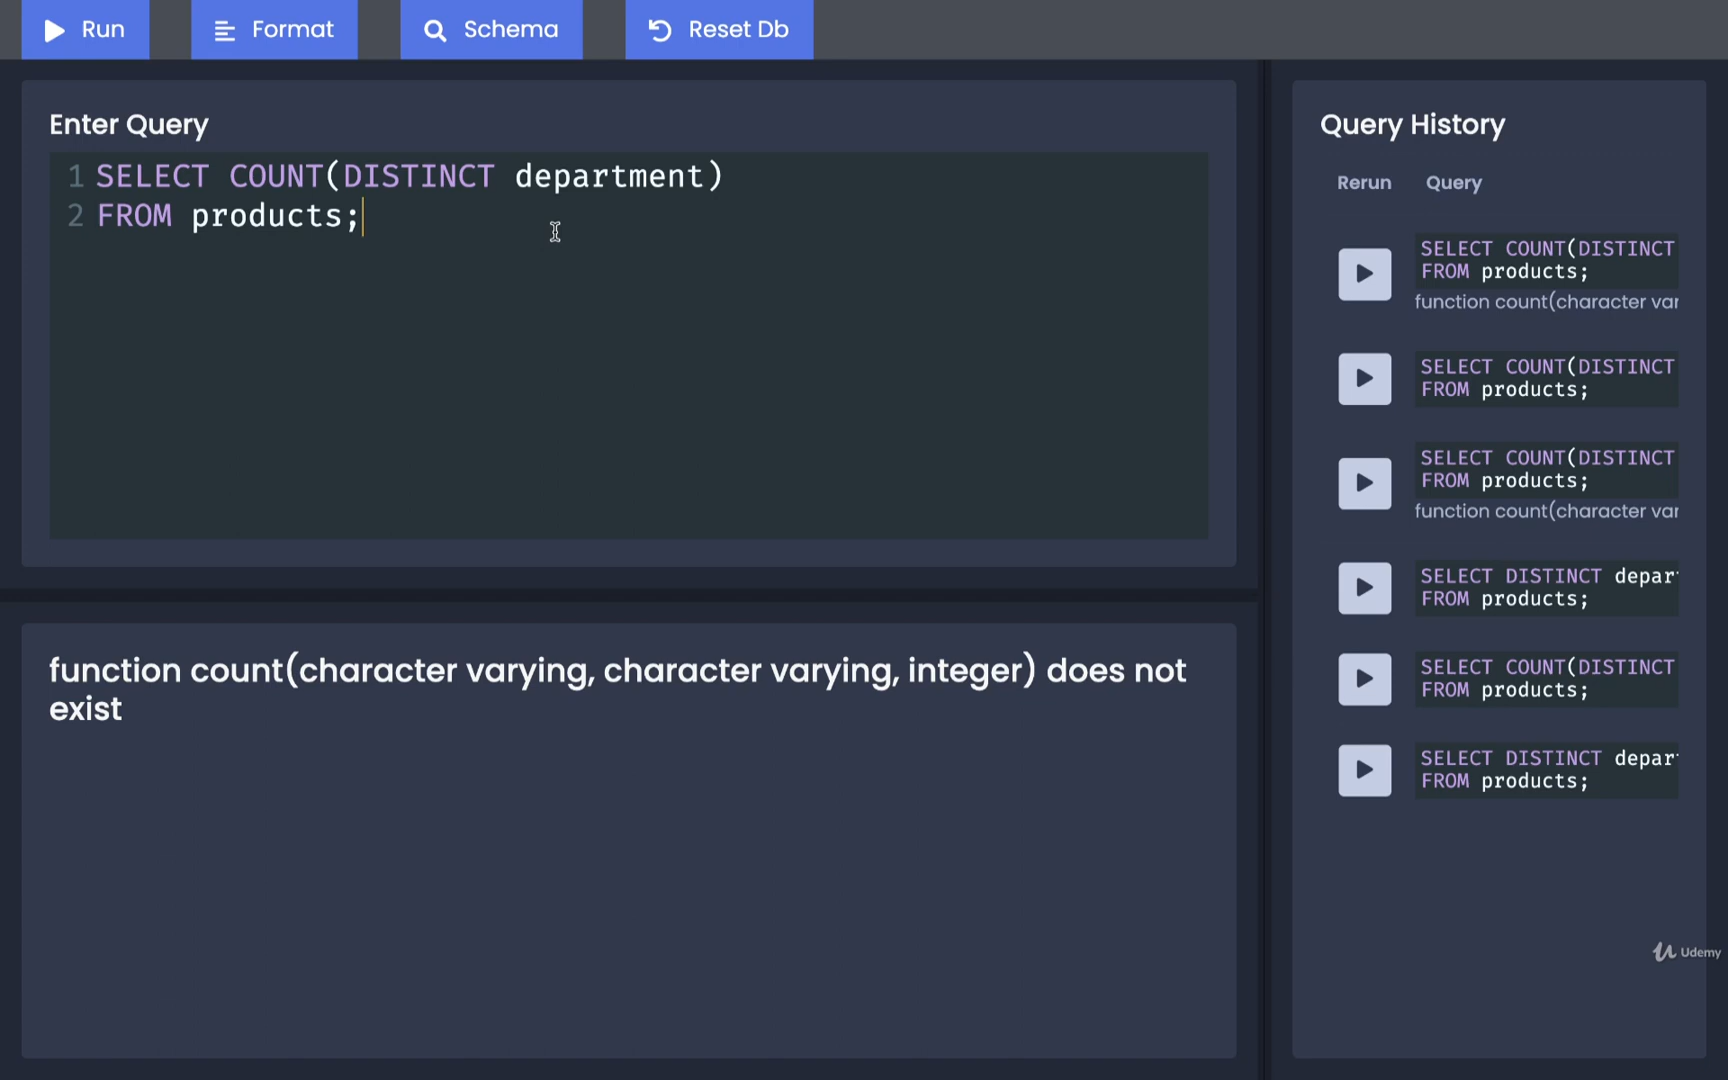 Run
Format
Schema
Reset Db
Enter Query
1 SELECT COUNT(DISTINCT department)
2 FROM products;
function count(character varying, character varying, integer) does not
exist
Query History
Rerun Query
SELECT COUNT(DISTINCT
FROM products;
function count(character var
SELECT COUNT(DISTINCT
FROM products;
SELECT COUNT(DISTINCT
FROM products;
function count(character var
SELECT DISTINCT depar
FROM products;
SELECT COUNT(DISTINCT
FROM products;
SELECT DISTINCT depar
FROM products;
Udemy